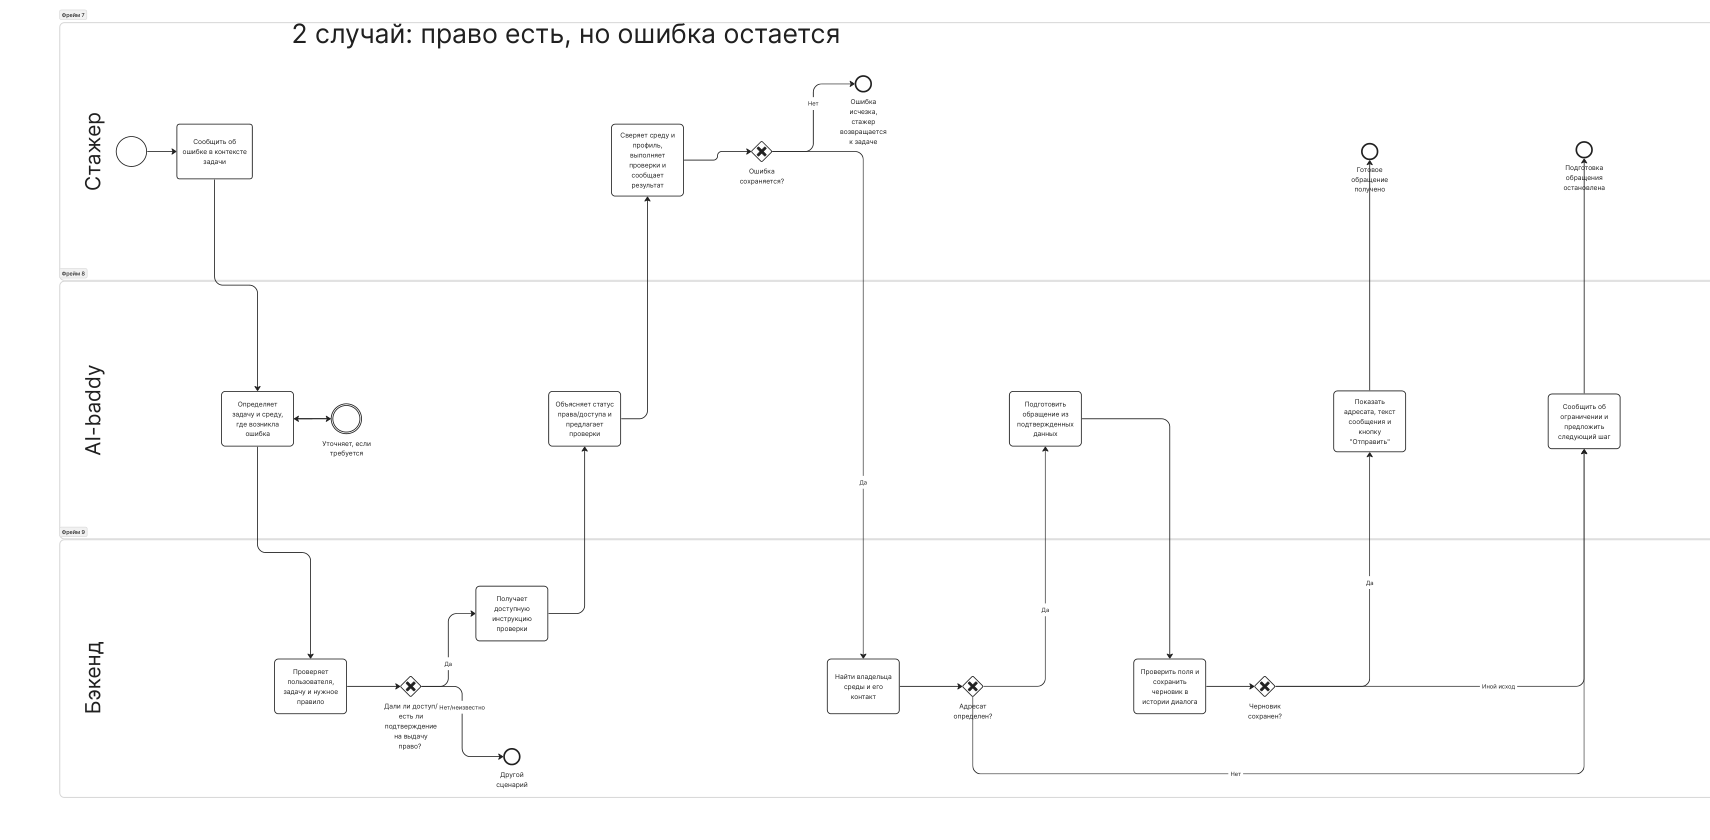 Фрейм 7
2 случай: право есть, но ошибка остается
Стажер
Сообщить об
ошибке в контексте
задачи
Сверяет среду и
профиль,
выполняет
проверки и
сообщает
результат
Ошибка
сохраняется?
Нет
Ошибка
исчезка,
стажер
возвращается
к задаче
Готовое
обращение
получено
Подготовка
обращения
остановлена
Фрейм 8
AI-baddy
Определяет
задачу и среду,
где возникла
ошибка
Уточняет, если
требуется
Объясняет статус
права/доступа и
предлагает
проверки
Да
Подготовить
обращение из
подтвержденных
данных
Показать
адресата, текст
сообщения и
кнопку
"Отправить"
Сообщить об
ограничении и
предложить
следующий шаг
Фрейм 9
Бэкенд
Проверяет
пользователя,
задачу и нужное
правило
Дали ли доступ/
есть ли
подтверждение
на выдачу
право?
Да
Нет/неизвестно
Получает
доступную
инструкцию
проверки
Другой
сценарий
Найти владельца
среды и его
контакт
Адресат
определен?
Да
Нет
Проверить поля и
сохранить
черновик в
истории диалога
Черновик
сохранен?
Да
Иной исход